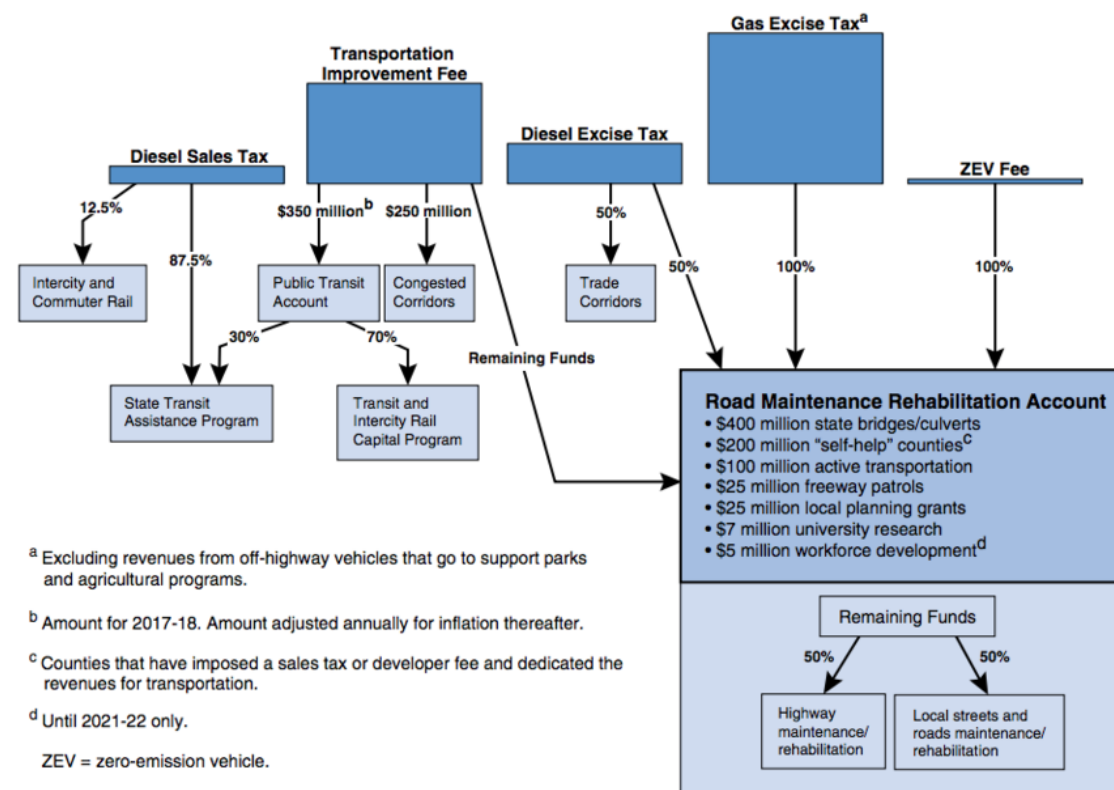 Gas Excise Taxᵃ
Transportation
Improvement Fee
Diesel Excise Tax
Diesel Sales Tax
ZEV Fee
12.5%
$350 millionᵇ
$250 million
50%
87.5%
50%
100%
100%
Intercity and
Commuter Rail
Public Transit
Account
Congested
Corridors
Trade
Corridors
30%
70%
Remaining Funds
State Transit
Assistance Program
Transit and
Intercity Rail
Capital Program
Road Maintenance Rehabilitation Account
• $400 million state bridges/culverts
• $200 million “self-help” countiesᶜ
• $100 million active transportation
• $25 million freeway patrols
• $25 million local planning grants
• $7 million university research
• $5 million workforce developmentᵈ
Remaining Funds
50%
50%
Highway
maintenance/
rehabilitation
Local streets and
roads maintenance/
rehabilitation
ᵃ Excluding revenues from off-highway vehicles that go to support parks
and agricultural programs.
ᵇ Amount for 2017-18. Amount adjusted annually for inflation thereafter.
ᶜ Counties that have imposed a sales tax or developer fee and dedicated the
revenues for transportation.
ᵈ Until 2021-22 only.
ZEV = zero-emission vehicle.